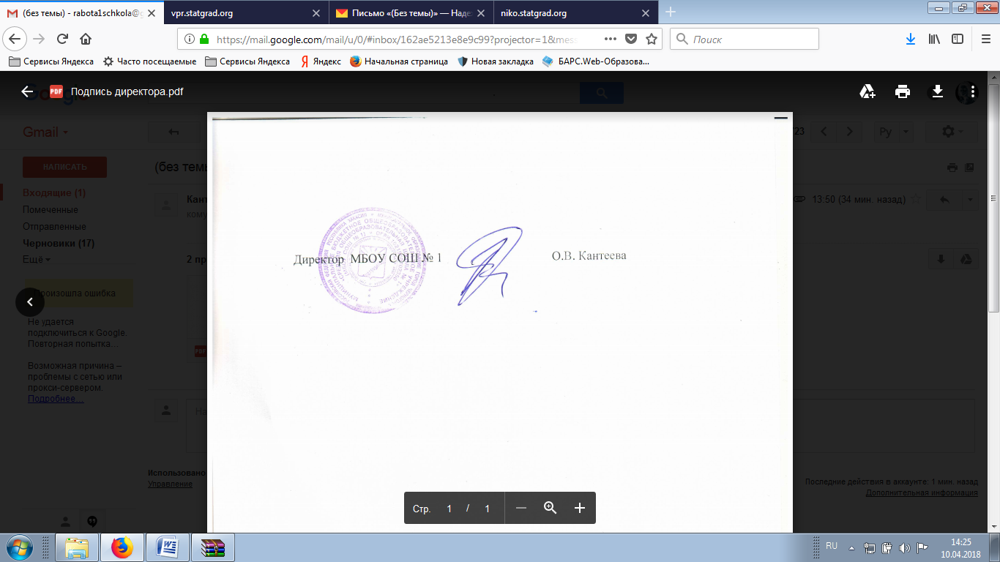 (без темы) - rabota1schkola@g
vpr.statgrad.org
Письмо «(Без темы)» — Наде
niko.statgrad.org
https://mail.google.com/mail/u/0/#inbox/162ae5213e8e9c99?projector=1&mes
Поиск
Сервисы Яндекса
Часто посещаемые
Сервисы Яндекса
Яндекс
Начальная страница
Новая закладка
БАРС.Web-Образова...
PDF
Подпись директора.pdf
Gmail
/23
Ру
НАПИСАТЬ
(без темы
Входящие (1)
Помеченные
Отправленные
Черновики (17)
Ещё
Кант
кому
13:50 (34 мин. назад)
2 пр
Произошла ошибка
Не удается
подключиться к Google.
Повторная попытка...
Возможная причина –
проблемы с сетью или
прокси-сервером.
Подробнее...
PDF
На
Директор МБОУ СОШ № 1
О.В. Кантеева
Использовано
Управление
Последние действия в аккаунте: 1 мин. назад
Дополнительная информация
Стр. 1 / 1
RU
14:25
10.04.2018